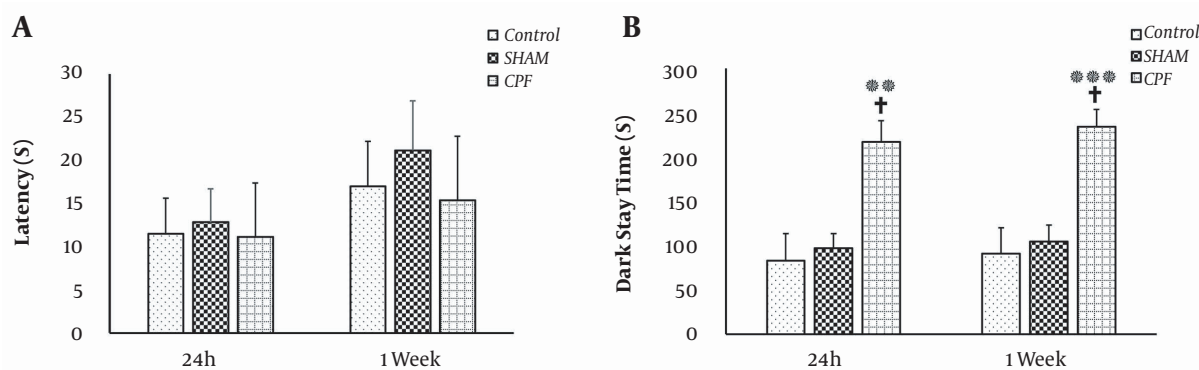 A
Control
SHAM
CPF
30
25
20
15
10
5
0
Latency (S)
24h
1 Week
B
Control
SHAM
CPF
300
250
200
150
100
50
0
Dark Stay Time (S)
✹✹
✝
✹✹✹
✝
24h
1 Week